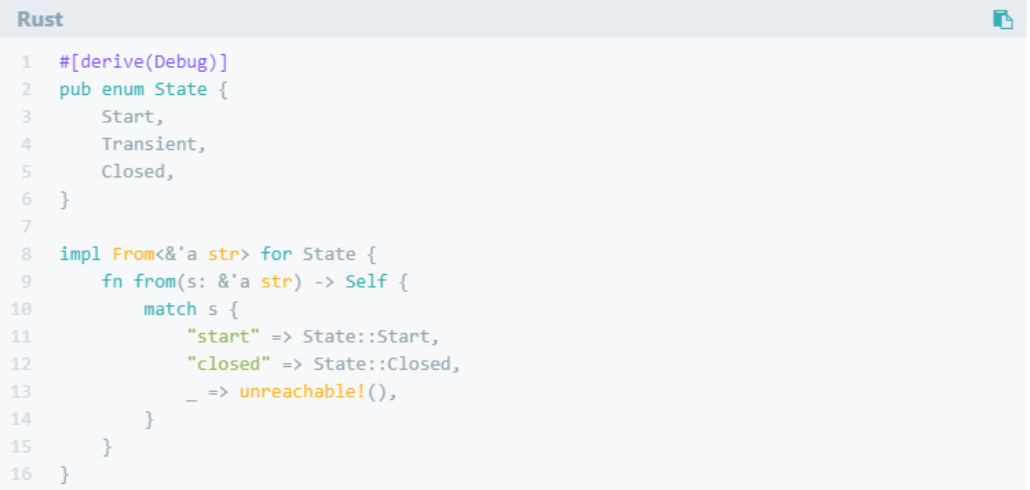 Rust
1 #[derive(Debug)]
2 pub enum State {
3     Start,
4     Transient,
5     Closed,
6 }
7
8 impl From<&'a str> for State {
9     fn from(s: &'a str) -> Self {
10         match s {
11             "start" => State::Start,
12             "closed" => State::Closed,
13             _ => unreachable!(),
14         }
15     }
16 }